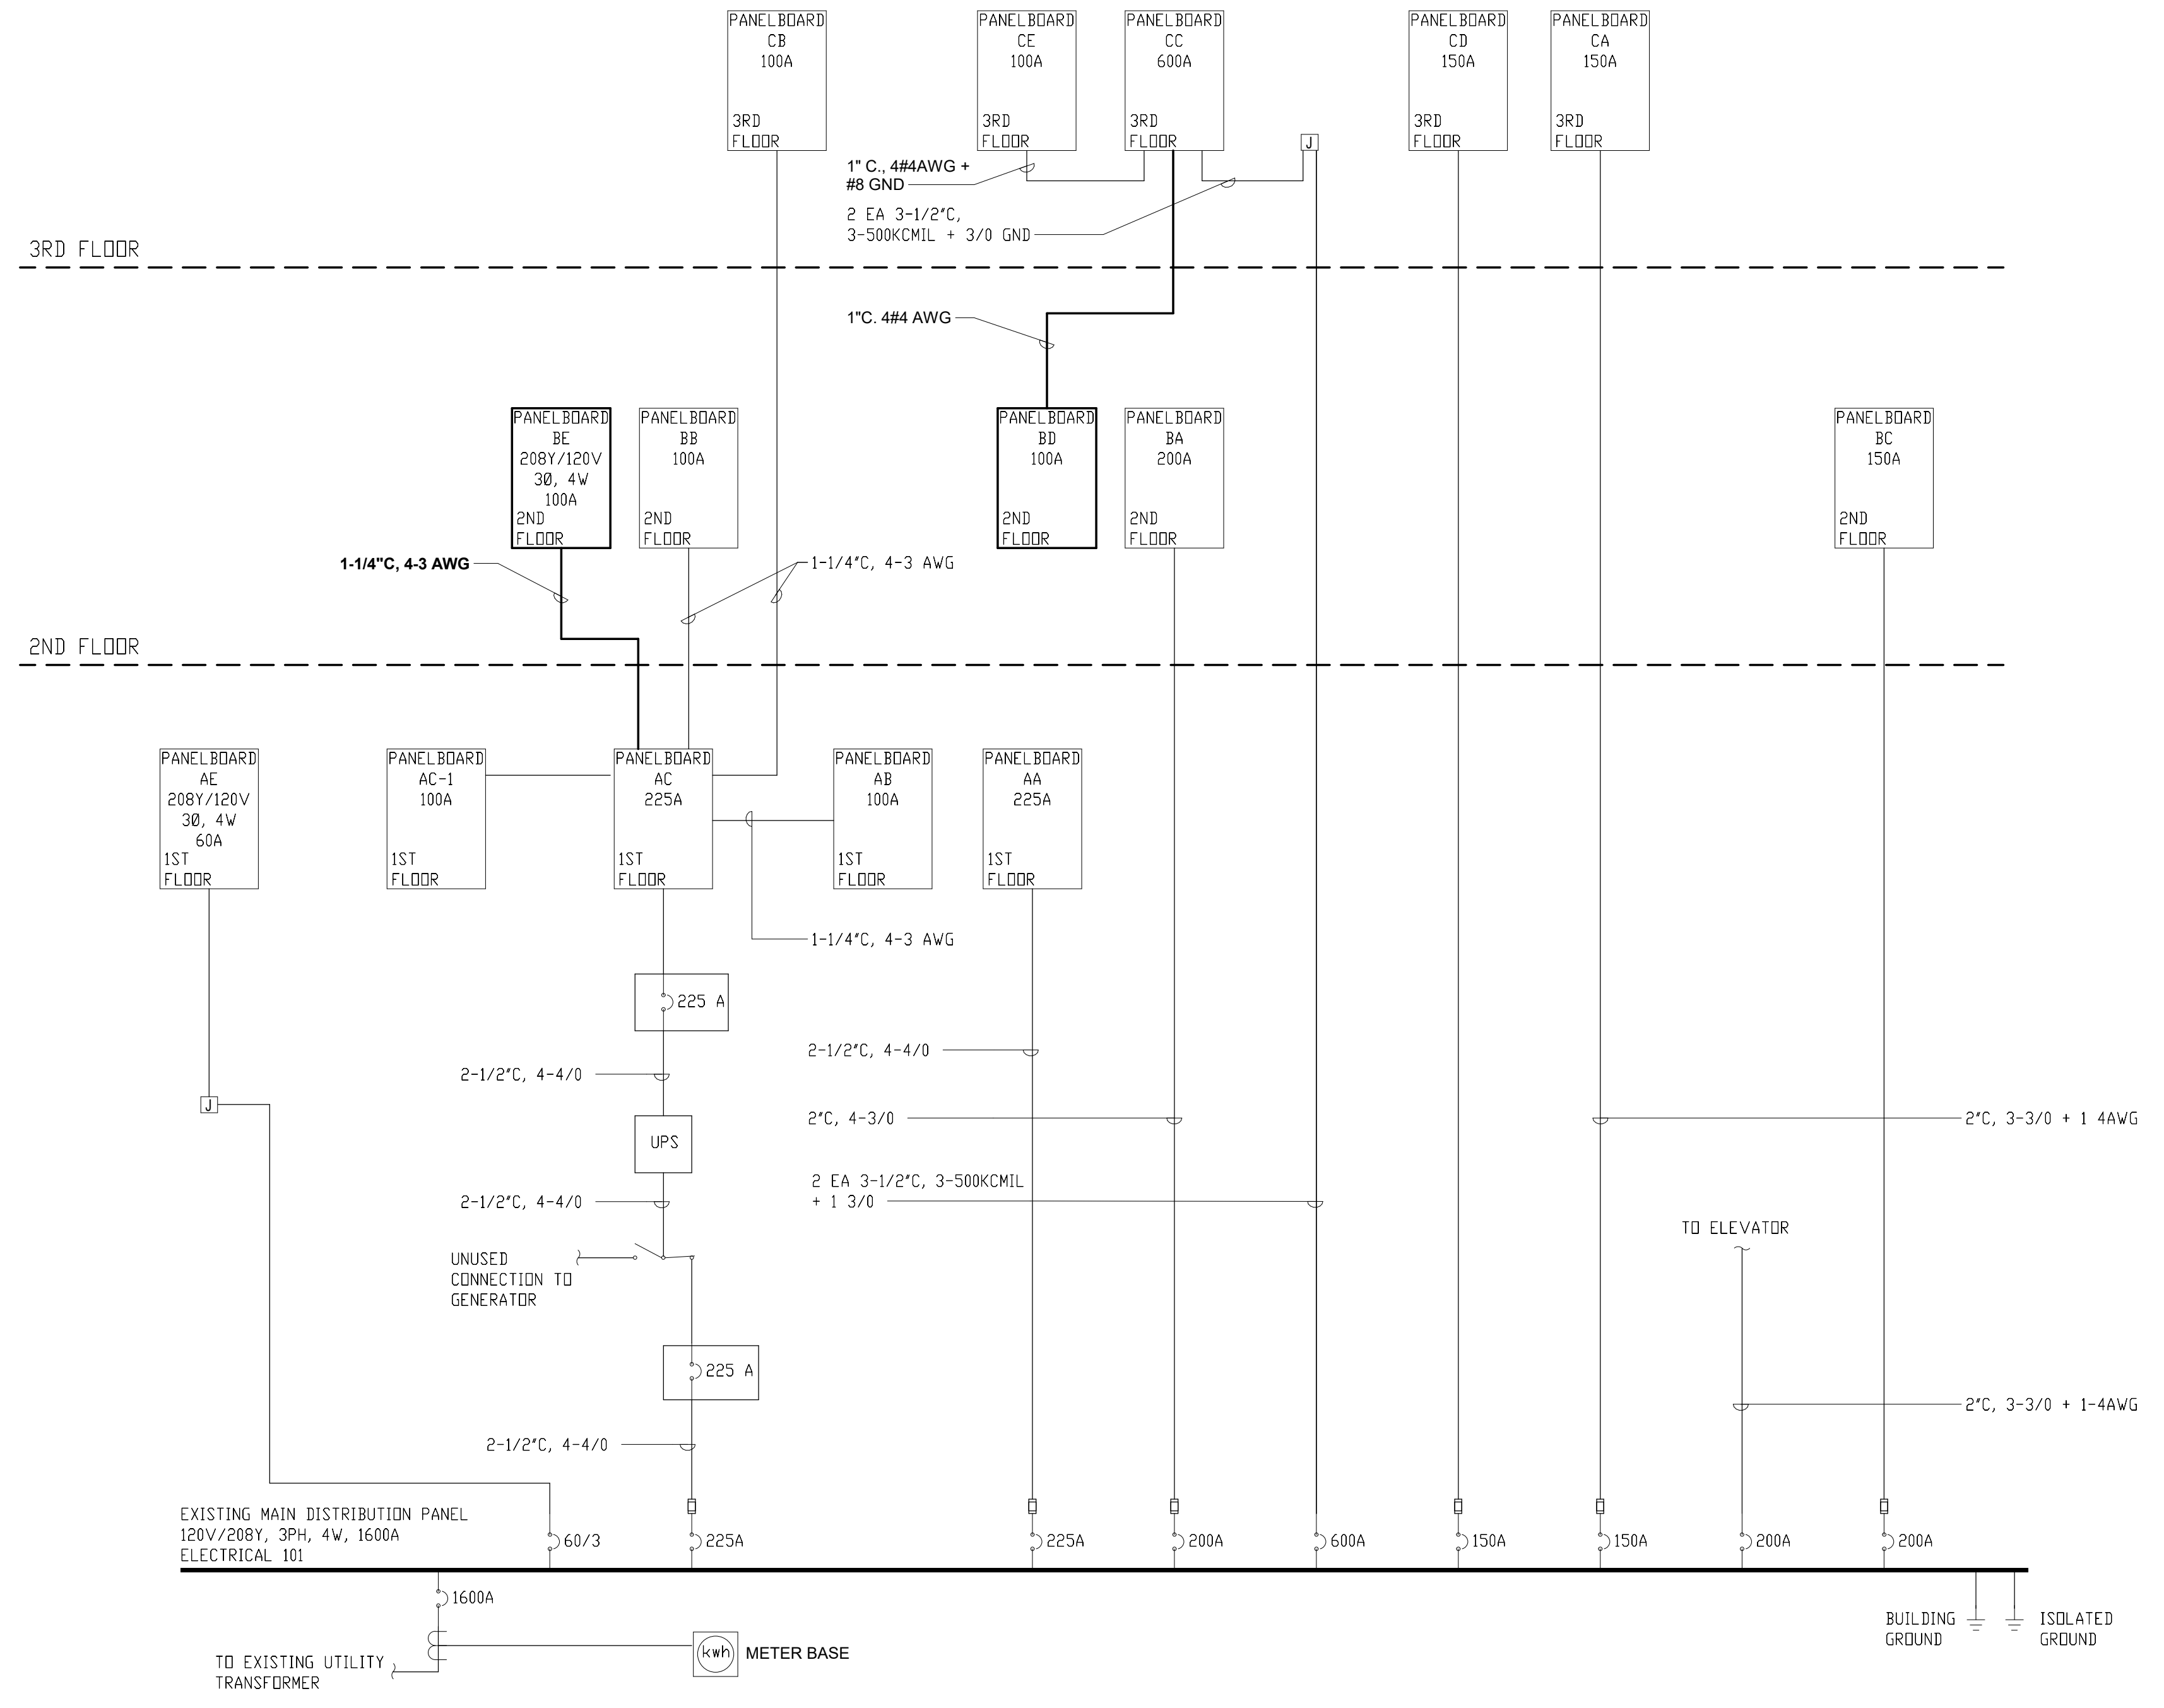 PANELBOARD
CB
100A
3RD
FLOOR
PANELBOARD
CE
100A
3RD
FLOOR
PANELBOARD
CC
600A
3RD
FLOOR
J
PANELBOARD
CD
150A
3RD
FLOOR
PANELBOARD
CA
150A
3RD
FLOOR
1" C., 4#4AWG +
#8 GND
2 EA 3-1/2"C,
3-500KCMIL + 3/0 GND
3RD FLOOR
1"C. 4#4 AWG
PANELBOARD
BE
208Y/120V
3Ø, 4W
100A
2ND
FLOOR
PANELBOARD
BB
100A
2ND
FLOOR
PANELBOARD
BD
100A
2ND
FLOOR
PANELBOARD
BA
200A
2ND
FLOOR
PANELBOARD
BC
150A
2ND
FLOOR
1-1/4"C, 4-3 AWG
1-1/4"C, 4-3 AWG
2ND FLOOR
PANELBOARD
AE
208Y/120V
3Ø, 4W
60A
1ST
FLOOR
PANELBOARD
AC-1
100A
1ST
FLOOR
PANELBOARD
AC
225A
1ST
FLOOR
PANELBOARD
AB
100A
1ST
FLOOR
PANELBOARD
AA
225A
1ST
FLOOR
1-1/4"C, 4-3 AWG
225 A
2-1/2"C, 4-4/0
2-1/2"C, 4-4/0
J
UPS
2"C, 4-3/0
2"C, 3-3/0 + 1 4AWG
2-1/2"C, 4-4/0
2 EA 3-1/2"C, 3-500KCMIL
+ 1 3/0
TO ELEVATOR
UNUSED
CONNECTION TO
GENERATOR
225 A
2"C, 3-3/0 + 1-4AWG
2-1/2"C, 4-4/0
EXISTING MAIN DISTRIBUTION PANEL
120V/208Y, 3PH, 4W, 1600A
ELECTRICAL 101
60/3
225A
225A
200A
600A
150A
150A
200A
200A
1600A
BUILDING
GROUND
ISOLATED
GROUND
kwh
METER BASE
TO EXISTING UTILITY
TRANSFORMER